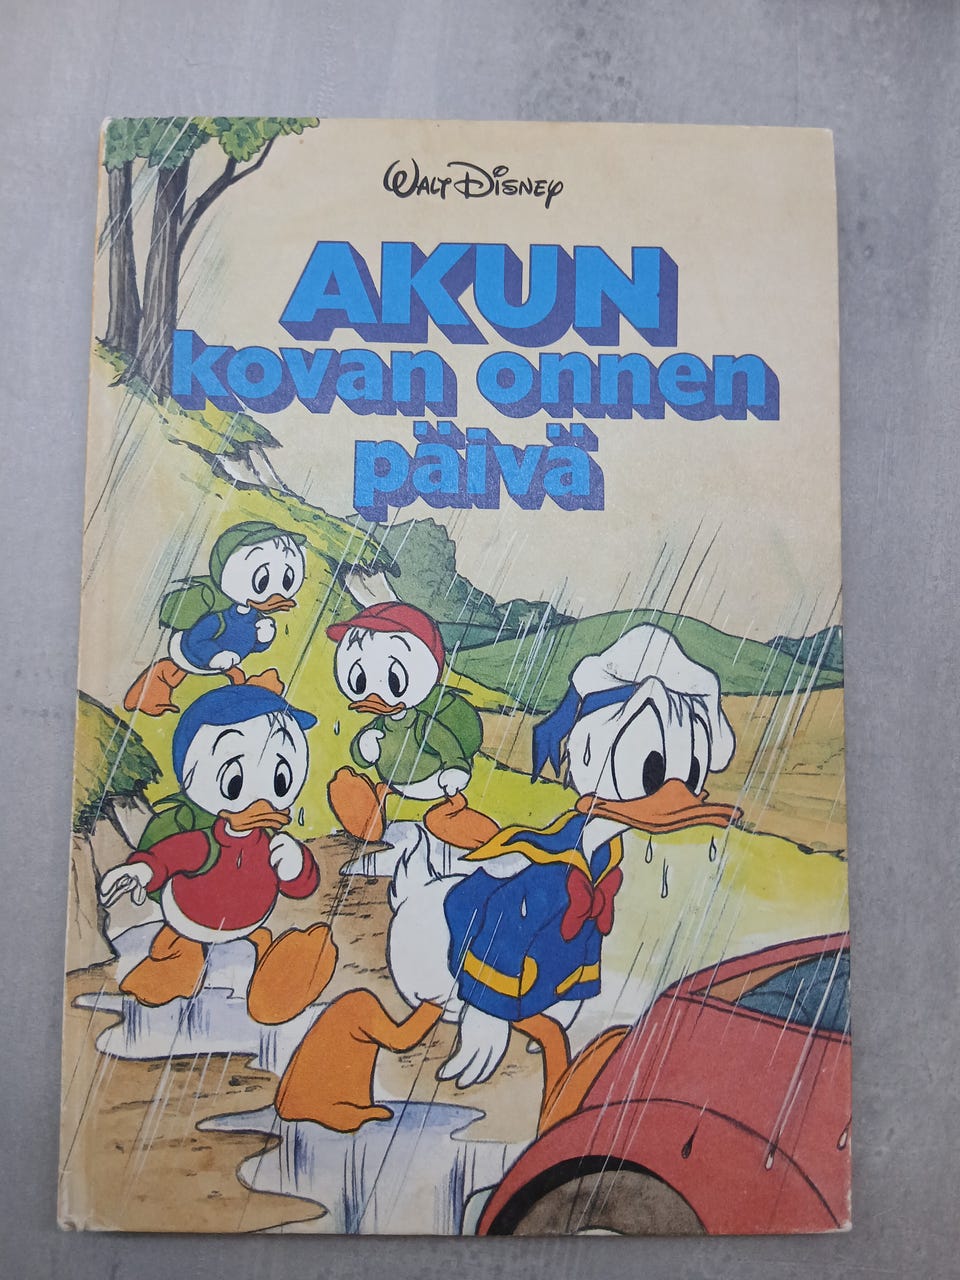 WALT DISNEY
AKUN
kovan onnen
päivä